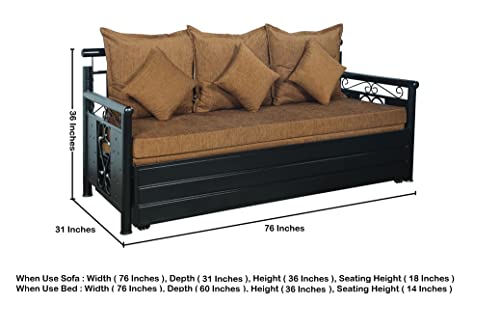 36 Inches
31 Inches
76 Inches
When Use Sofa : Width ( 76 Inches ), Depth ( 31 Inches ), Height ( 36 Inches ), Seating Height ( 18 Inches )
When Use Bed : Width ( 76 Inches ), Depth ( 60 Inches ), Height ( 36 Inches ), Seating Height ( 14 Inches )